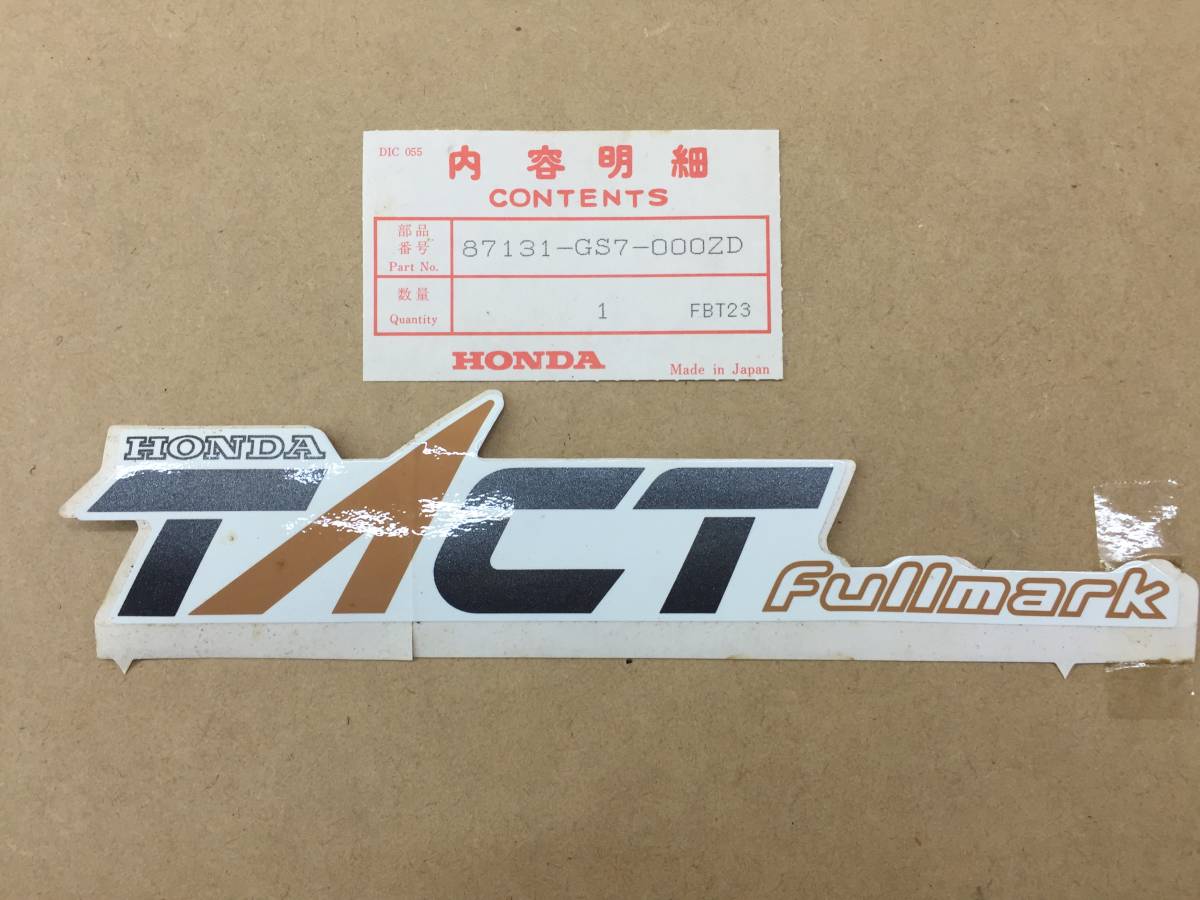 DIC 055
内容明細
CONTENTS
部品
番号
Part No.
87131-GS7-000ZD
数量
Quantity
1 FBT23
HONDA
Made in Japan
HONDA
TACT
Fullmark